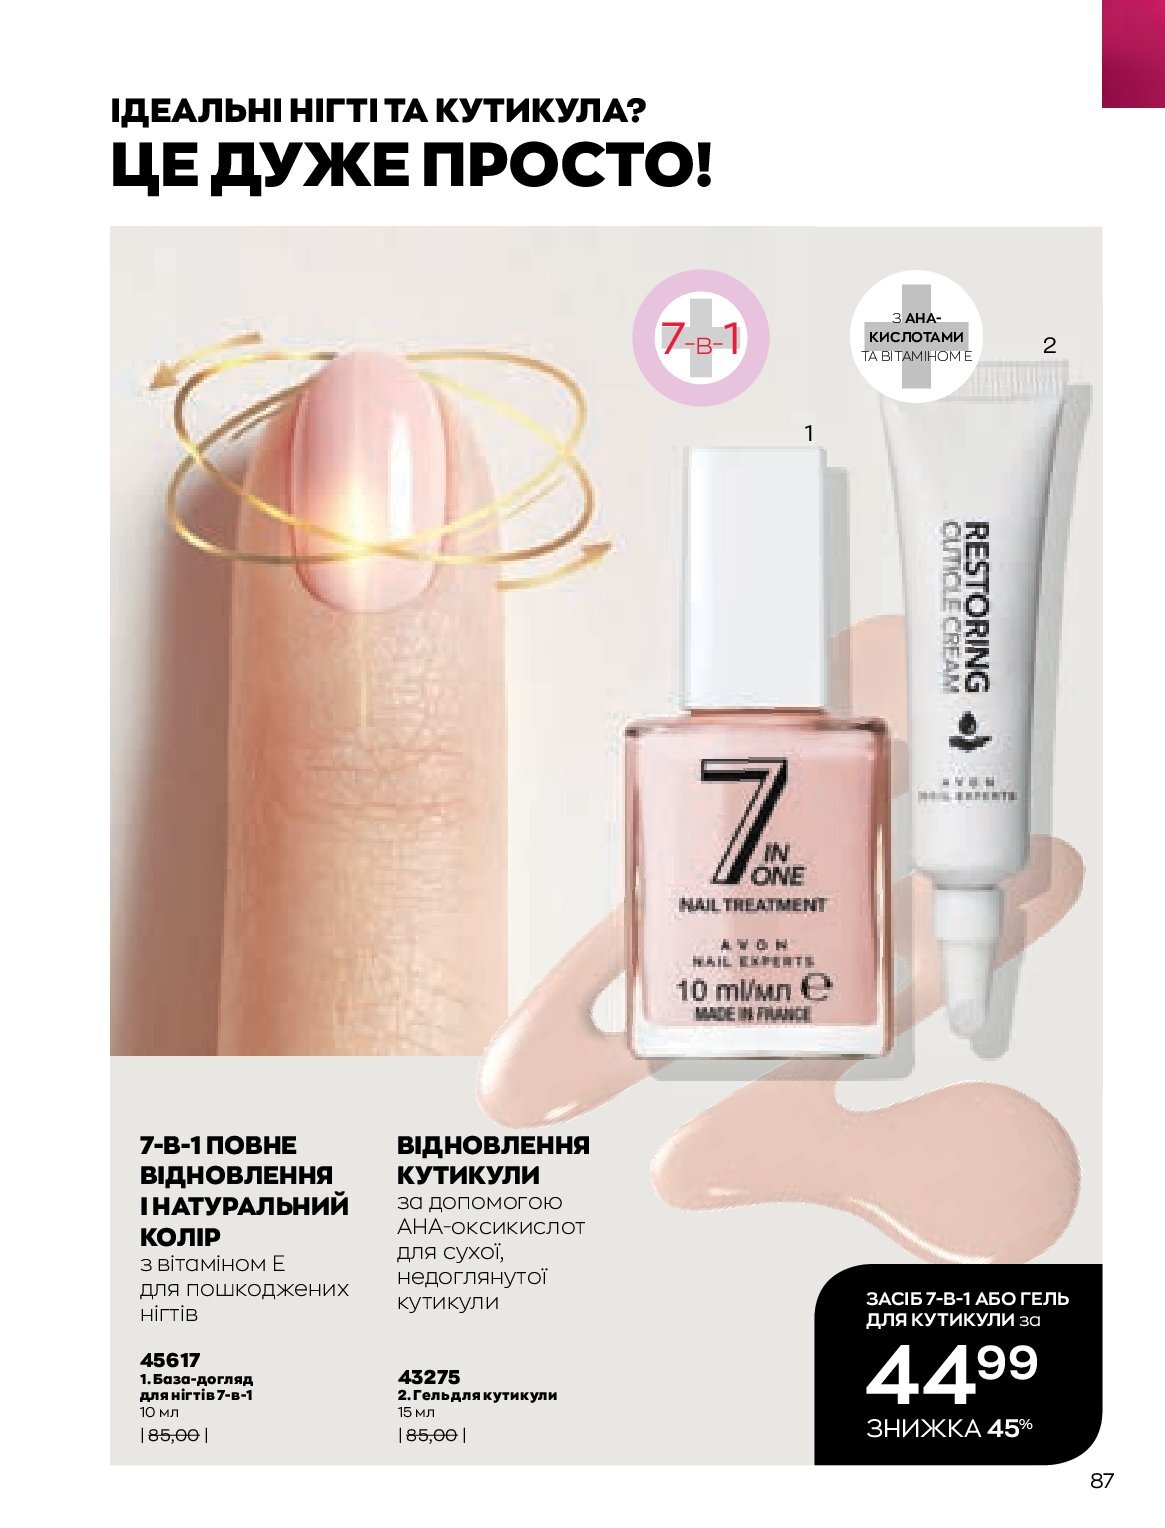 ІДЕАЛЬНІ НІГТІ ТА КУТИКУЛА?
ЦЕ ДУЖЕ ПРОСТО!
7-в-1
З АНА-
КИСЛОТАМИ
ТА ВІТАМІНОМ Е
2
1
RESTORING
CUTICLE CREAM
AVON
NAIL EXPERTS
7
IN
ONE
NAIL TREATMENT
AVON
NAIL EXPERTS
10 ml/мл ℮
MADE IN FRANCE
7-В-1 ПОВНЕ
ВІДНОВЛЕННЯ
І НАТУРАЛЬНИЙ
КОЛІР
з вітаміном Е
для пошкоджених
нігтів
45617
1. База-догляд
для нігтів 7-в-1
10 мл
| 85,00 |
ВІДНОВЛЕННЯ
КУТИКУЛИ
за допомогою
АНА-оксикислот
для сухої,
недоглянутої
кутикули
43275
2. Гель для кутикули
15 мл
| 85,00 |
ЗАСІБ 7-В-1 АБО ГЕЛЬ
ДЛЯ КУТИКУЛИ за
44⁹⁹
ЗНИЖКА 45%
87